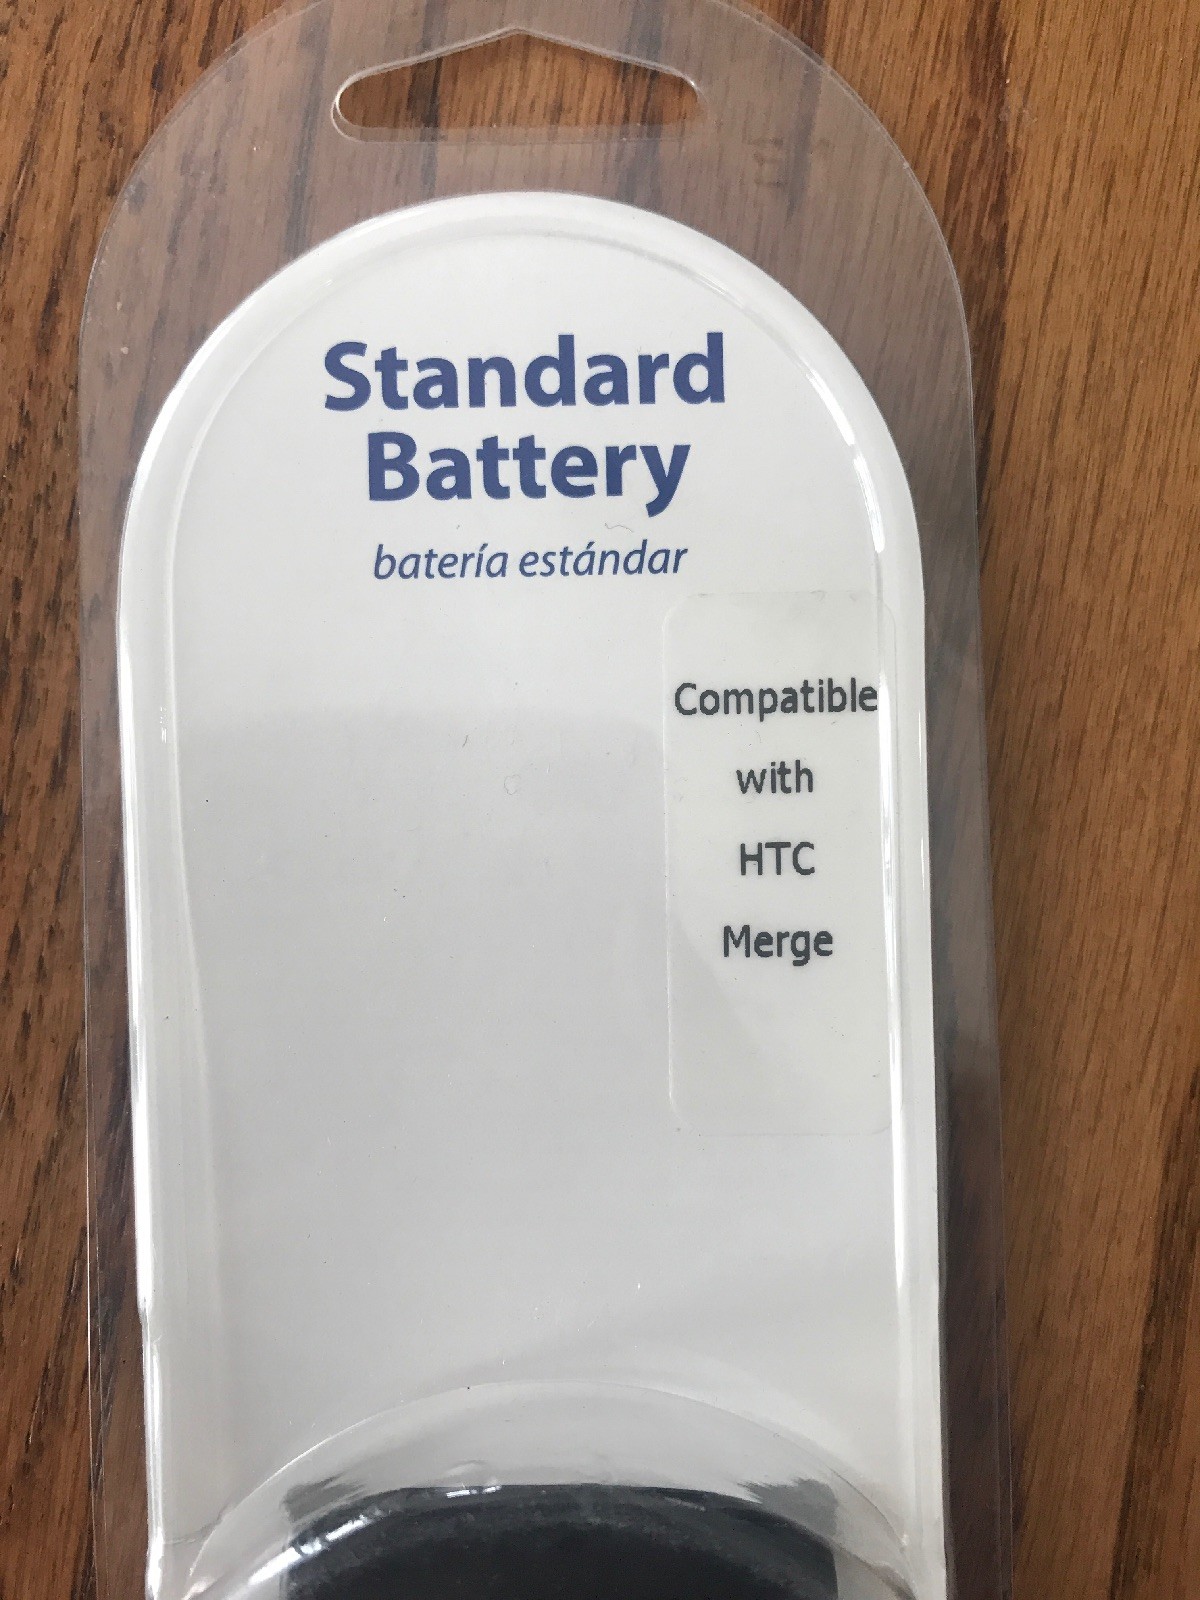 Standard
Battery
batería estándar
Compatible
with
HTC
Merge